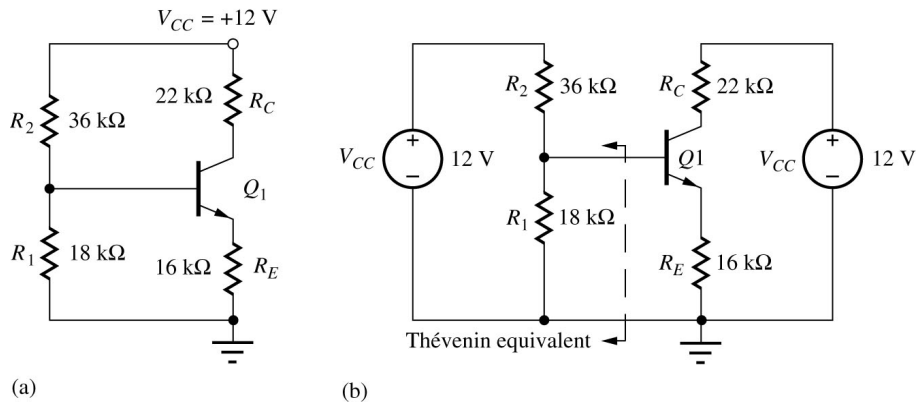 V_CC = +12 V
22 kΩ
R_C
R_2
36 kΩ
Q_1
R_1
18 kΩ
16 kΩ
R_E
(a)
R_2
36 kΩ
R_C
22 kΩ
+
V_CC
12 V
–
Q1
+
V_CC
12 V
–
R_1
18 kΩ
R_E
16 kΩ
Thévenin equivalent
(b)